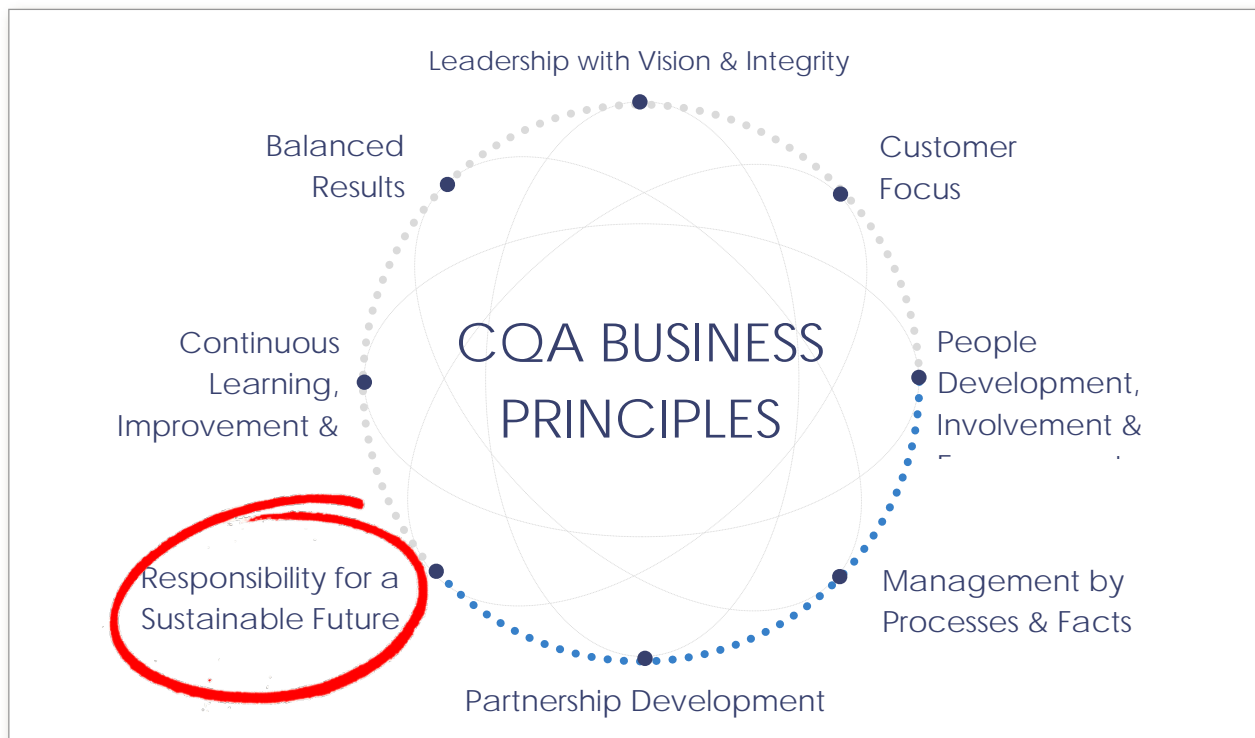 Leadership with Vision & Integrity
Customer
Focus
People
Development,
Involvement &
Management by
Processes & Facts
Partnership Development
Responsibility for a
Sustainable Future
Continuous
Learning,
Improvement &
Balanced
Results
CQA BUSINESS
PRINCIPLES